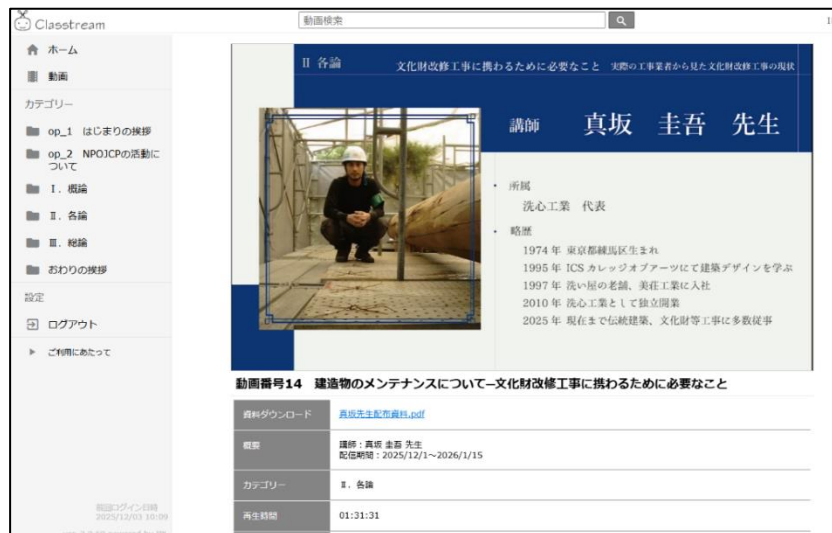 Classtream
動画検索
ホーム
動画
カテゴリー
op_1 はじまりの挨拶
op_2 NPOJCPの活動に
ついて
Ⅰ. 概論
Ⅱ. 各論
Ⅲ. 総論
おわりの挨拶
設定
ログアウト
ご利用にあたって
前回ログイン日時
2025/12/03 10:09
Ⅱ 各論 文化財改修工事に携わるために必要なこと 実際の工事業者から見た文化財改修工事の現状
講師 真坂 圭吾 先生
・ 所属
洗心工業 代表
・ 略歴
1974 年 東京都練馬区生まれ
1995 年 ICS カレッジオブアーツにて建築デザインを学ぶ
1997 年 洗い屋の老舗、美荘工業に入社
2010 年 洗心工業として独立開業
2025 年 現在まで伝統建築、文化財等工事に多数従事
動画番号14 建造物のメンテナンスについて―文化財改修工事に携わるために必要なこと
資料ダウンロード 真坂先生配布資料.pdf
概要 講師：真坂 圭吾 先生
配信期間：2025/12/1～2026/1/15
カテゴリー Ⅱ. 各論
再生時間 01:31:31